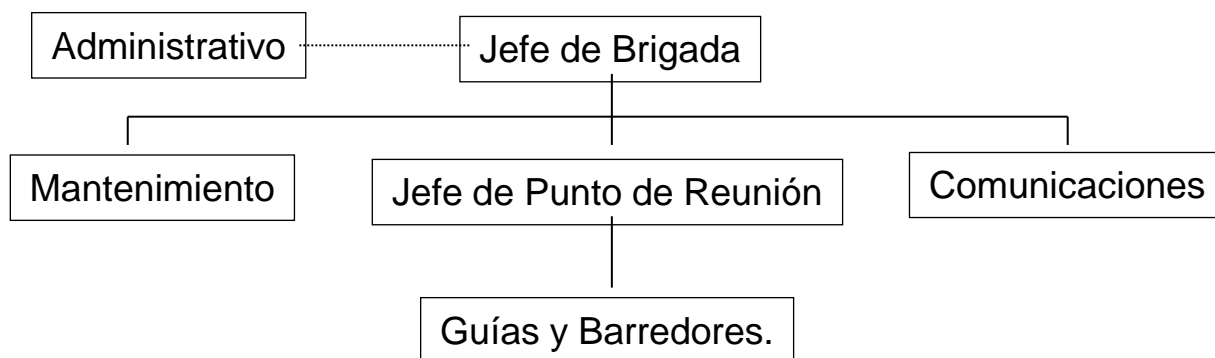 Administrativo
Jefe de Brigada
Mantenimiento
Jefe de Punto de Reunión
Comunicaciones
Guías y Barredores.